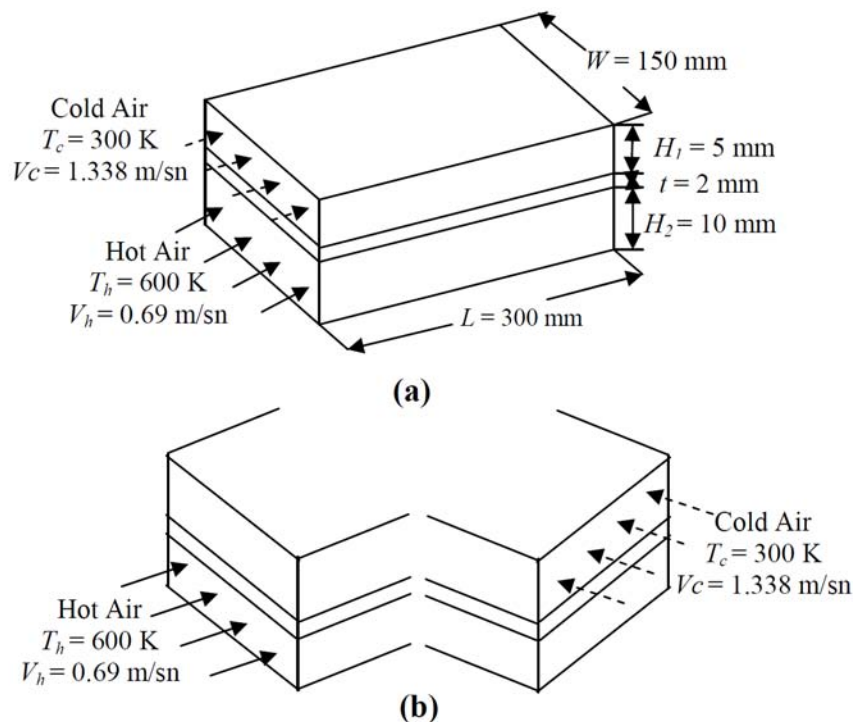 W = 150 mm
Cold Air
T_c = 300 K
Vc = 1.338 m/sn
H_1 = 5 mm
t = 2 mm
H_2 = 10 mm
Hot Air
T_h = 600 K
V_h = 0.69 m/sn
L = 300 mm
(a)
Cold Air
T_c = 300 K
Vc = 1.338 m/sn
Hot Air
T_h = 600 K
V_h = 0.69 m/sn
(b)